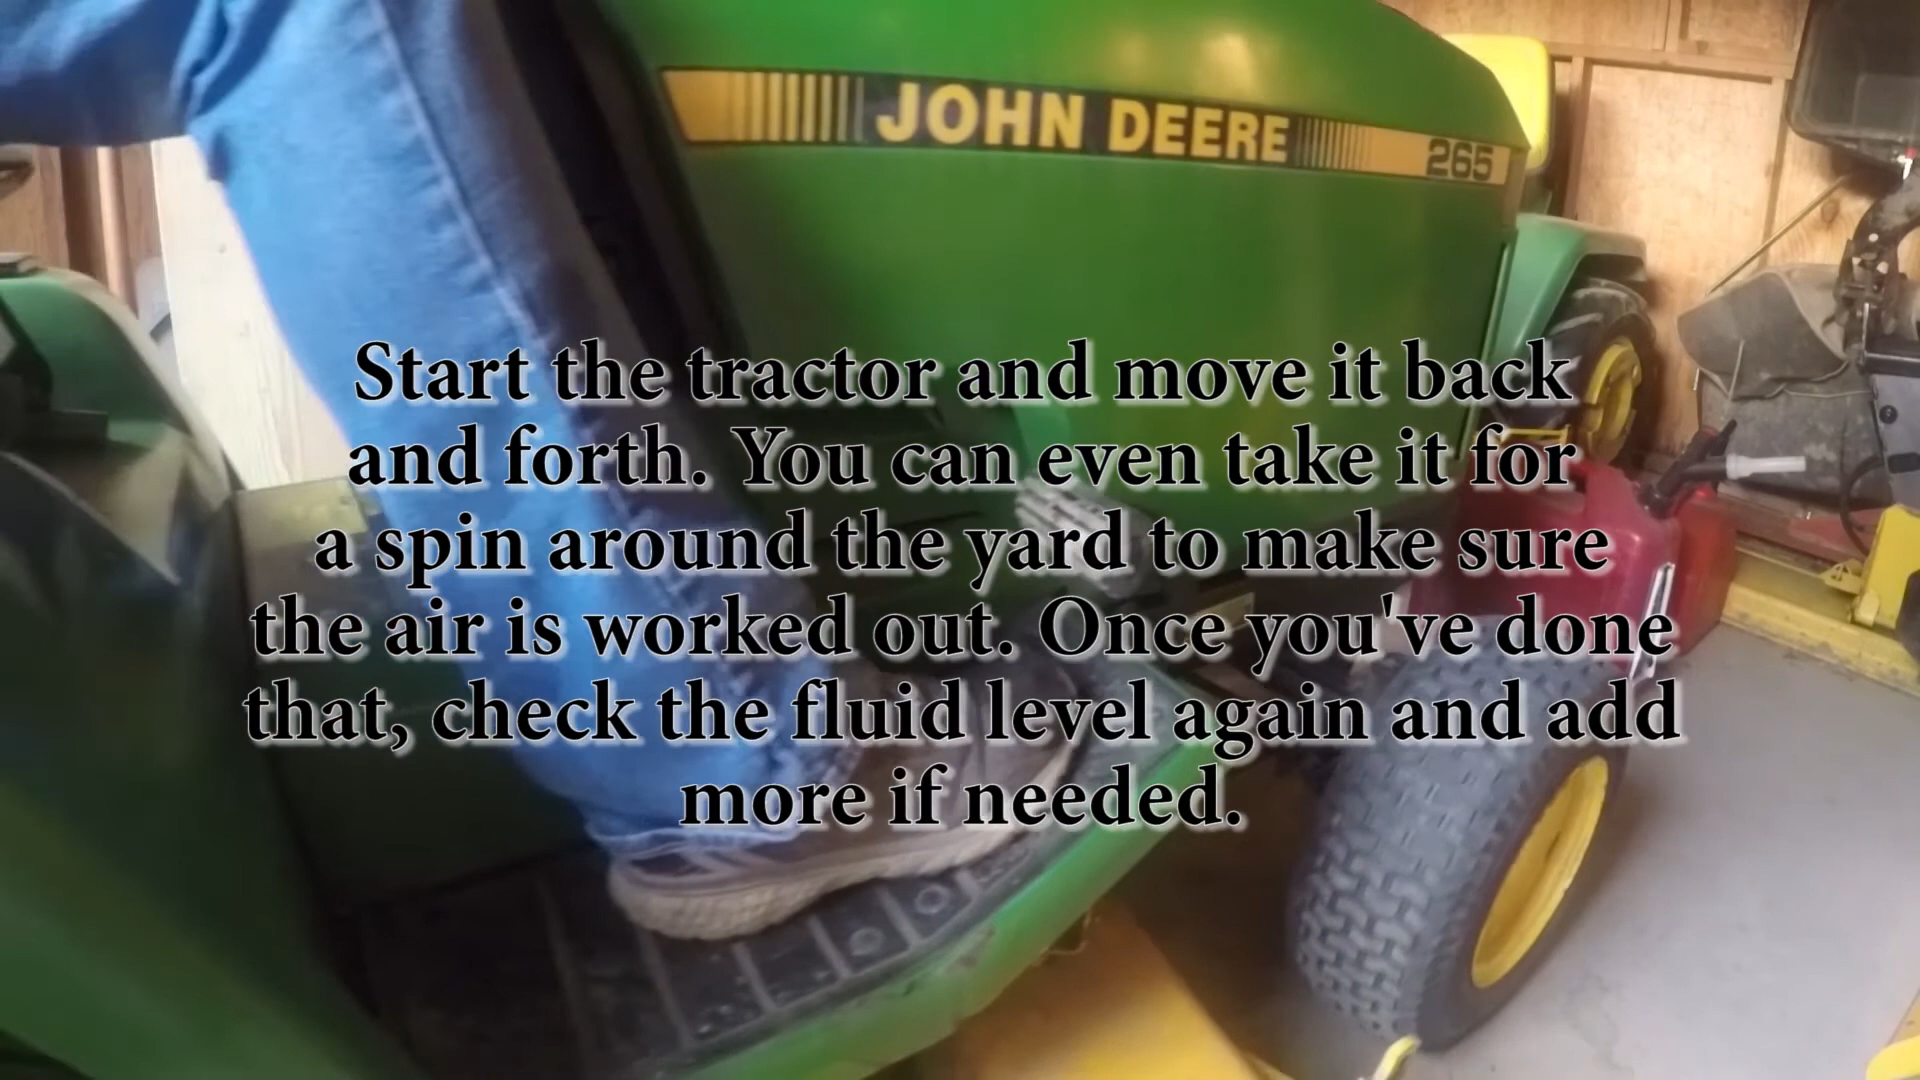 JOHN DEERE
265
Start the tractor and move it back
and forth. You can even take it for
a spin around the yard to make sure
the air is worked out. Once you've done
that, check the fluid level again and add
more if needed.